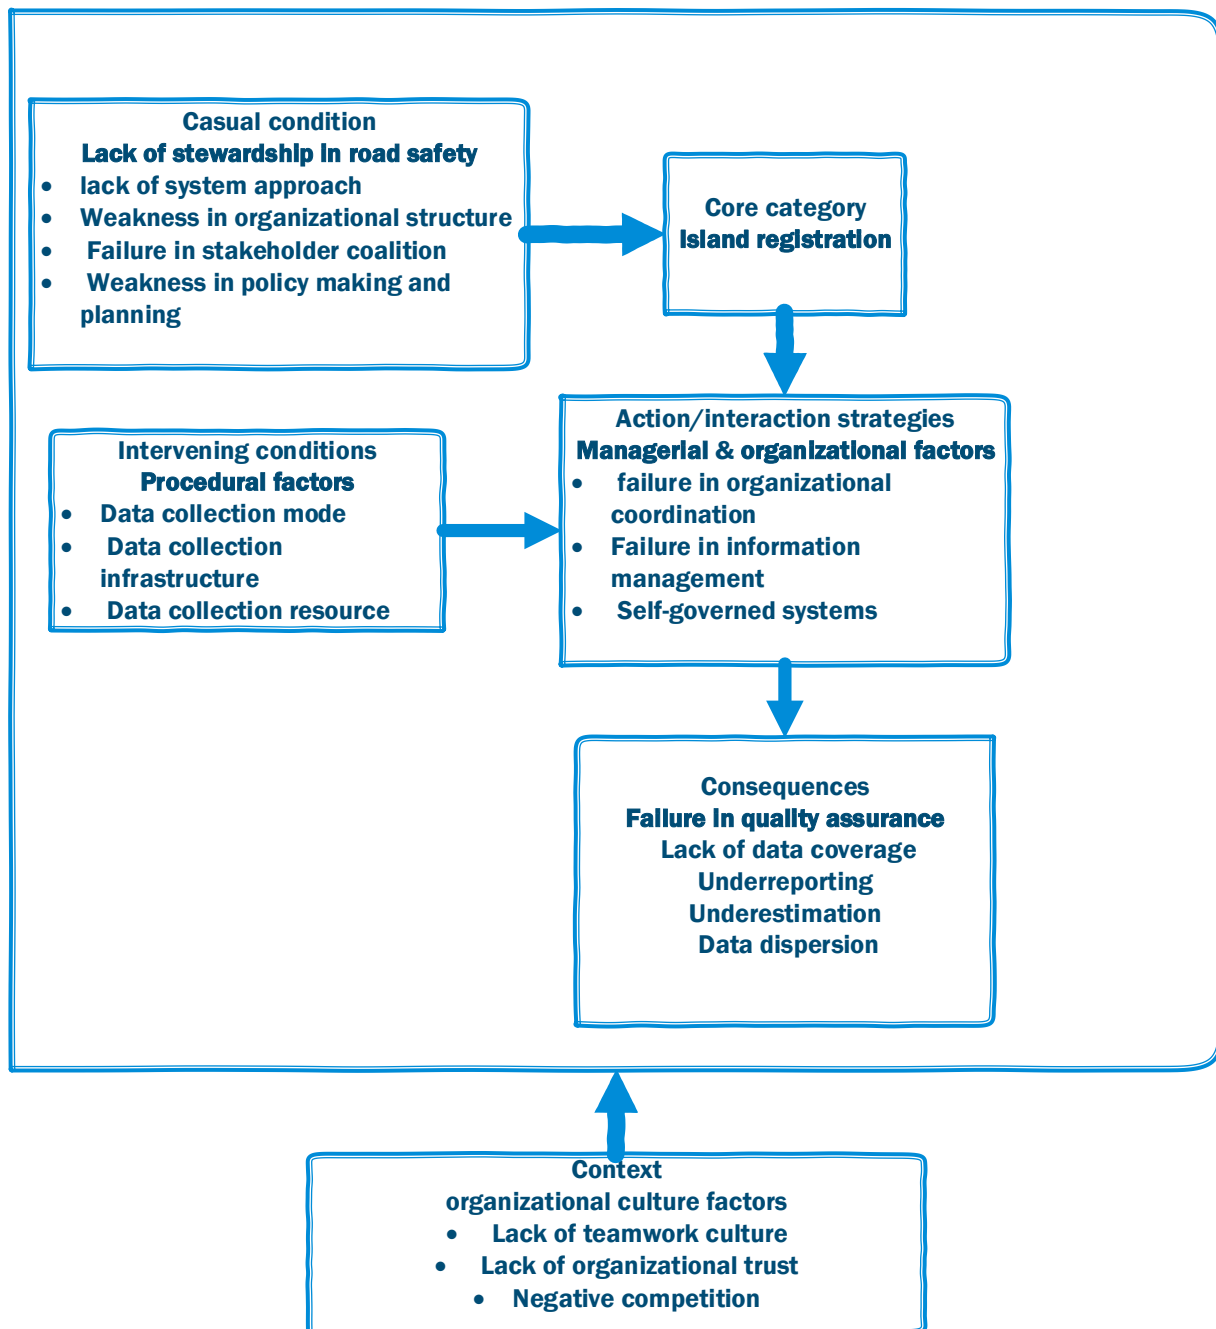 Casual condition
Lack of stewardship in road safety
• lack of system approach
• Weakness in organizational structure
• Failure in stakeholder coalition
• Weakness in policy making and
planning
Core category
Island registration
Intervening conditions
Procedural factors
• Data collection mode
• Data collection
infrastructure
• Data collection resource
Action/interaction strategies
Managerial & organizational factors
• failure in organizational
coordination
• Failure in information
management
• Self-governed systems
Consequences
Failure in quality assurance
Lack of data coverage
Underreporting
Underestimation
Data dispersion
Context
organizational culture factors
• Lack of teamwork culture
• Lack of organizational trust
• Negative competition